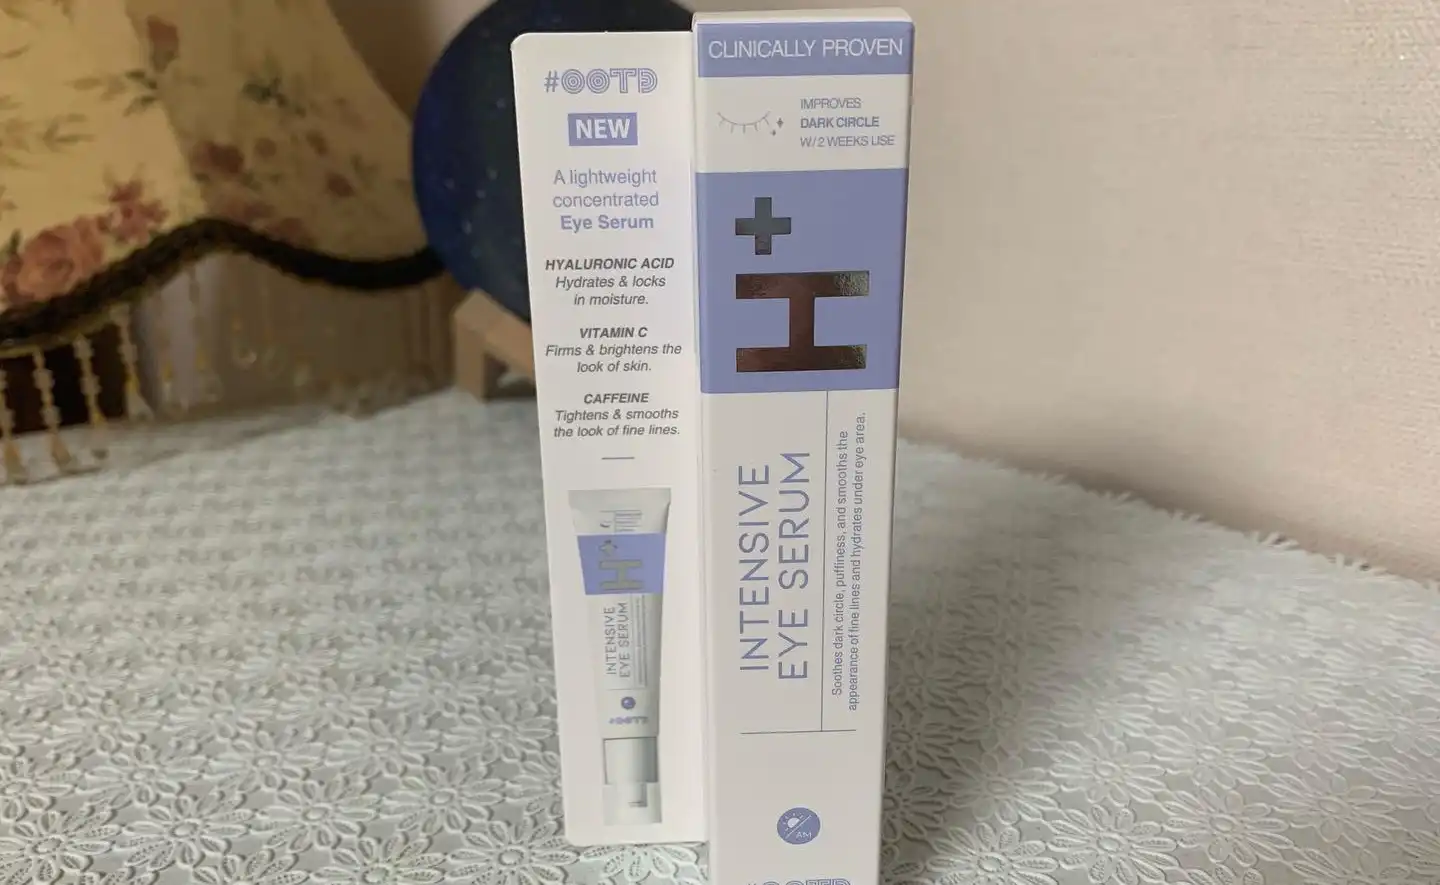 #OOTD
NEW
A lightweight
concentrated
Eye Serum
HYALURONIC ACID
Hydrates & locks
in moisture.
VITAMIN C
Firms & brightens the
look of skin.
CAFFEINE
Tightens & smooths
the look of fine lines.
H+
INTENSIVE
EYE SERUM
#OOTD
CLINICALLY PROVEN
IMPROVES
DARK CIRCLE
W/ 2 WEEKS USE
H+
INTENSIVE
EYE SERUM
Soothes dark circle, puffiness, and smooths the
appearance of fine lines and hydrates under eye area.
AM
#OOTD